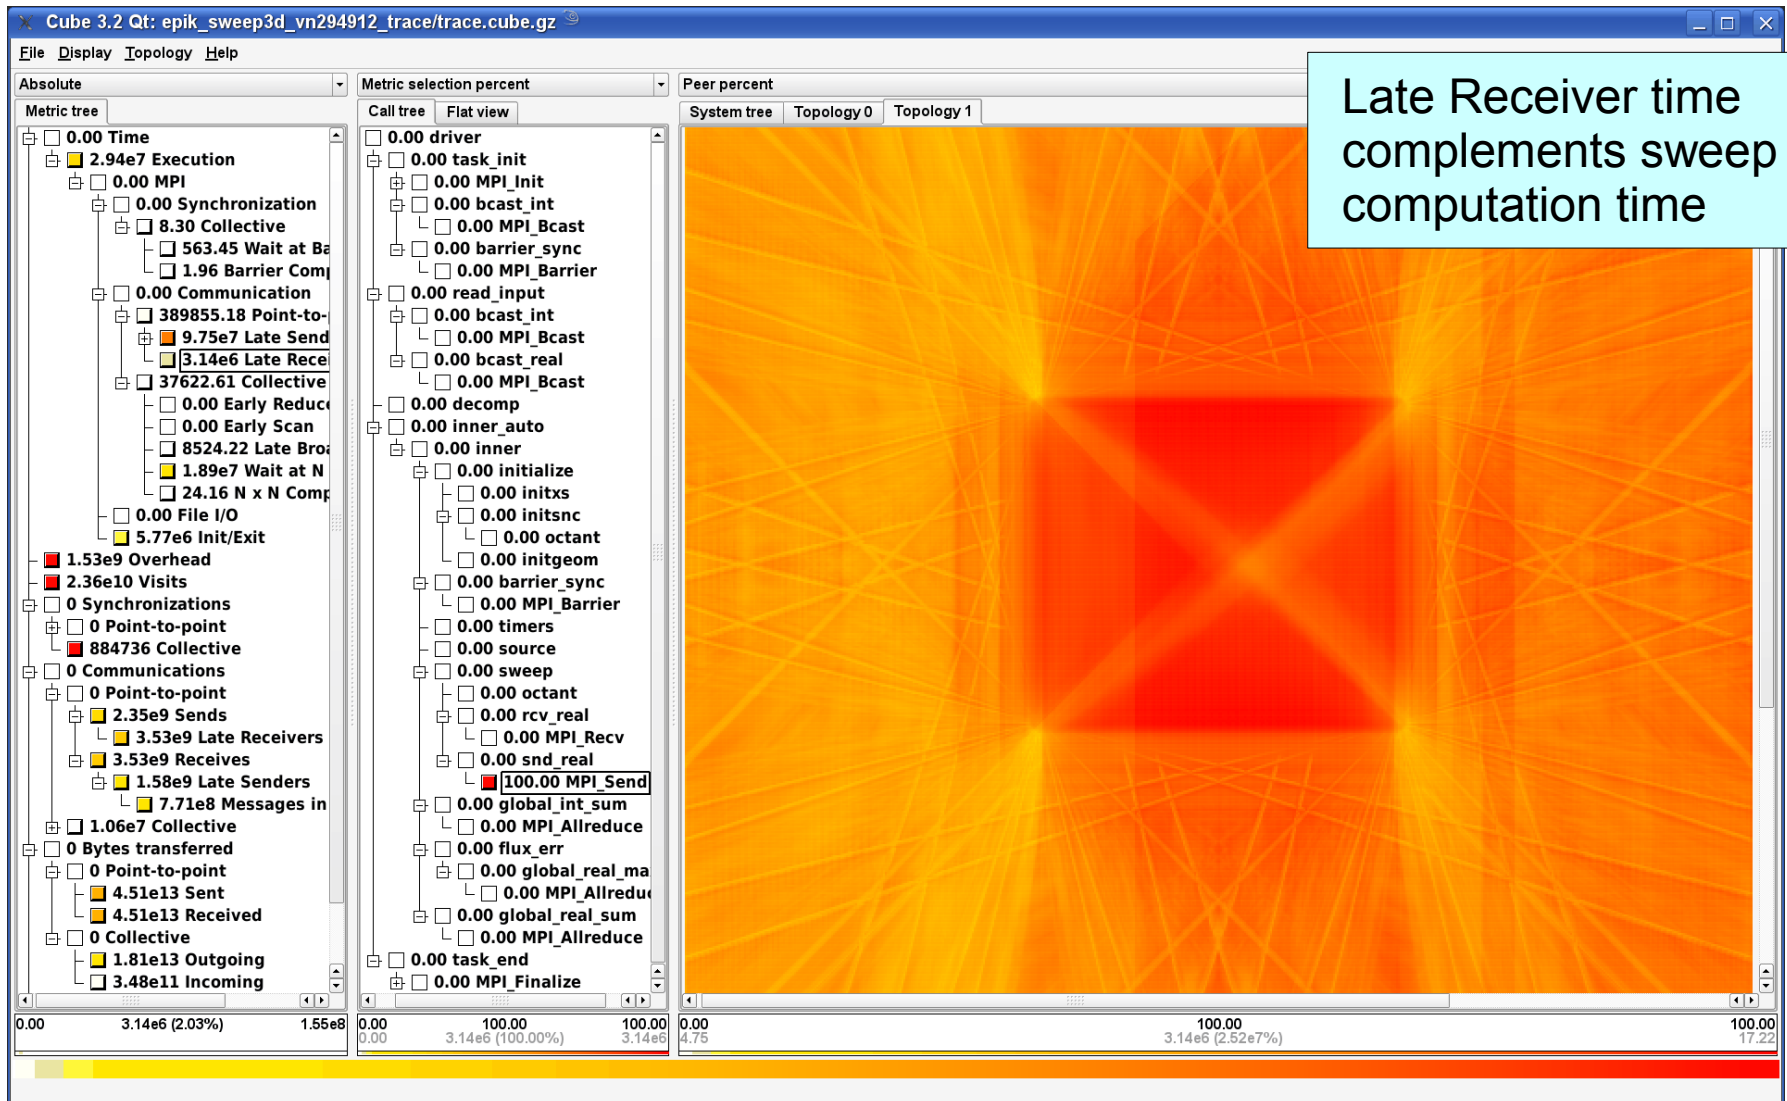 Cube 3.2 Qt: epik_sweep3d_vn294912_trace/trace.cube.gz
File Display Topology Help
Late Receiver time
complements sweep
computation time
Absolute
Metric tree
0.00 Time
2.94e7 Execution
0.00 MPI
0.00 Synchronization
8.30 Collective
563.45 Wait at Ba
1.96 Barrier Com
0.00 Communication
389855.18 Point-to-
9.75e7 Late Send
3.14e6 Late Recei
37622.61 Collective
0.00 Early Reduc
0.00 Early Scan
8524.22 Late Broa
1.89e7 Wait at N
24.16 N x N Comp
0.00 File I/O
5.77e6 Init/Exit
1.53e9 Overhead
2.36e10 Visits
0 Synchronizations
0 Point-to-point
884736 Collective
0 Communications
0 Point-to-point
2.35e9 Sends
3.53e9 Late Receivers
3.53e9 Receives
1.58e9 Late Senders
7.71e8 Messages in
1.06e7 Collective
0 Bytes transferred
0 Point-to-point
4.51e13 Sent
4.51e13 Received
0 Collective
1.81e13 Outgoing
3.48e11 Incoming
0.00 3.14e6 (2.03%) 1.55e8
Metric selection percent
Call tree Flat view
0.00 driver
0.00 task_init
0.00 MPI_Init
0.00 bcast_int
0.00 MPI_Bcast
0.00 barrier_sync
0.00 MPI_Barrier
0.00 read_input
0.00 bcast_int
0.00 MPI_Bcast
0.00 bcast_real
0.00 MPI_Bcast
0.00 decomp
0.00 inner_auto
0.00 inner
0.00 initialize
0.00 initxs
0.00 initsnc
0.00 octant
0.00 initgeom
0.00 barrier_sync
0.00 MPI_Barrier
0.00 timers
0.00 source
0.00 sweep
0.00 octant
0.00 rcv_real
0.00 MPI_Recv
0.00 snd_real
100.00 MPI_Send
0.00 global_int_sum
0.00 MPI_Allreduce
0.00 flux_err
0.00 global_real_ma
0.00 MPI_Allredu
0.00 global_real_sum
0.00 MPI_Allreduce
0.00 task_end
0.00 MPI_Finalize
0.00 100.00 100.00
0.00 3.14e6 (100.00%) 3.14e6
Peer percent
System tree Topology 0 Topology 1
0.00 100.00 100.00
4.75 3.14e6 (2.52e7%) 17.22